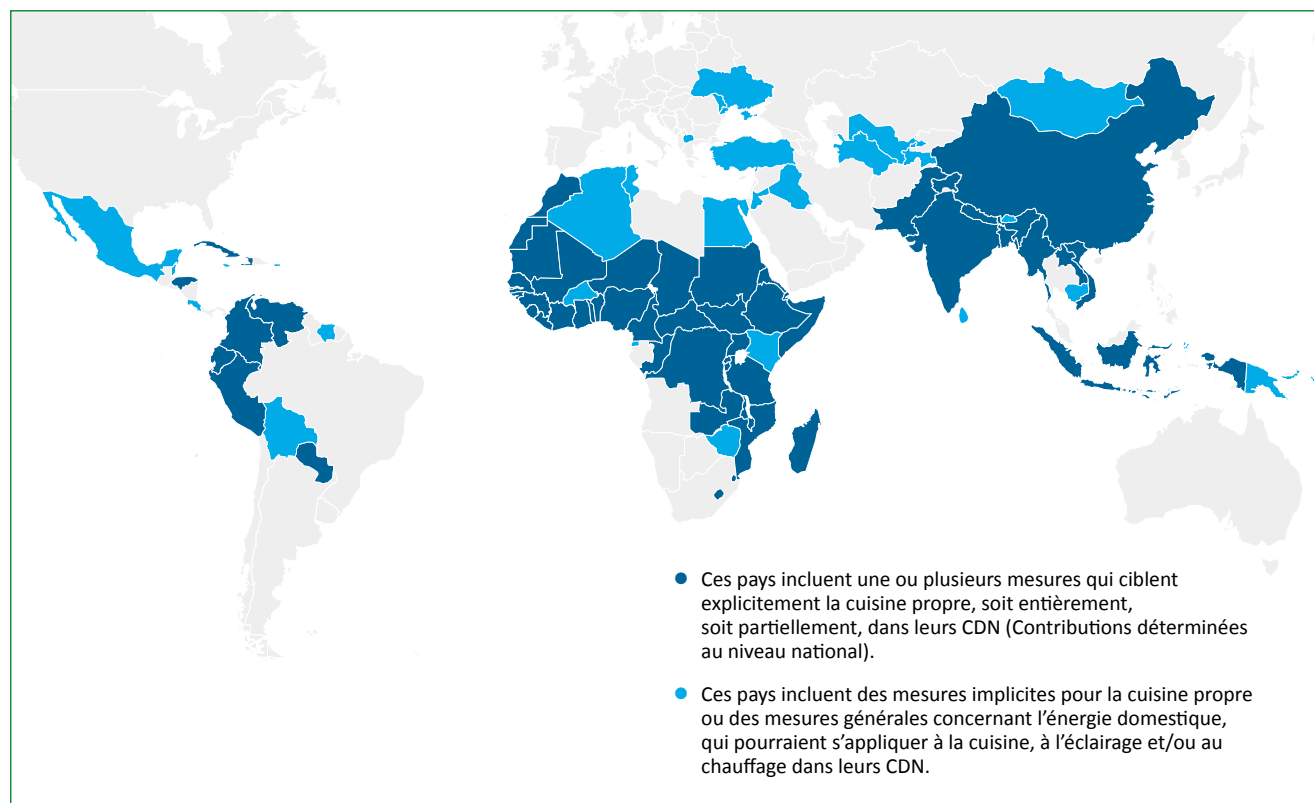 Ces pays incluent une ou plusieurs mesures qui ciblent
explicitement la cuisine propre, soit entièrement,
soit partiellement, dans leurs CDN (Contributions déterminées
au niveau national).
Ces pays incluent des mesures implicites pour la cuisine propre
ou des mesures générales concernant l’énergie domestique,
qui pourraient s’appliquer à la cuisine, à l’éclairage et/ou au
chauffage dans leurs CDN.